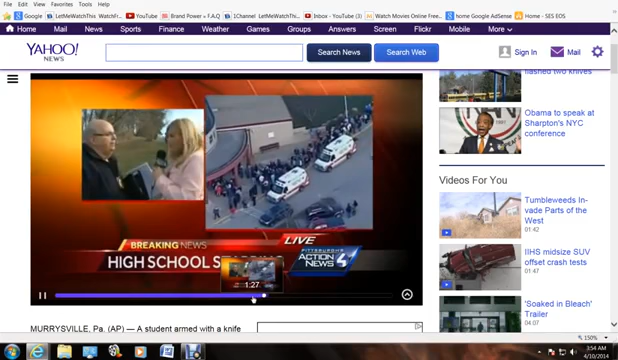 File Edit View Favorites Tools Help
Google LetMeWatchThis WatchFr... YouTube Brand Power = F.A.Q 1Channel LetMeWatchThis... Inbox - YouTube (3) Watch Movies Online Free... home Google AdSense Home - SES EOS
Home Mail News Sports Finance Weather Games Groups Answers Screen Flickr Mobile More
YAHOO! NEWS Search News Search Web Sign In Mail
flashed two knives
Obama to speak at
Sharpton's NYC
conference
Videos For You
Tumbleweeds In-
vade Parts of the
West
01:42
IIHS midsize SUV
offset crash tests
01:47
'Soaked in Bleach'
Trailer
04:07
BREAKING NEWS LIVE
HIGH SCHOOL
PITTSBURGH'S
ACTION
NEWS 4
1:27
MURRYSVILLE, Pa. (AP) — A student armed with a knife
150%
3:54 AM
4/10/2014